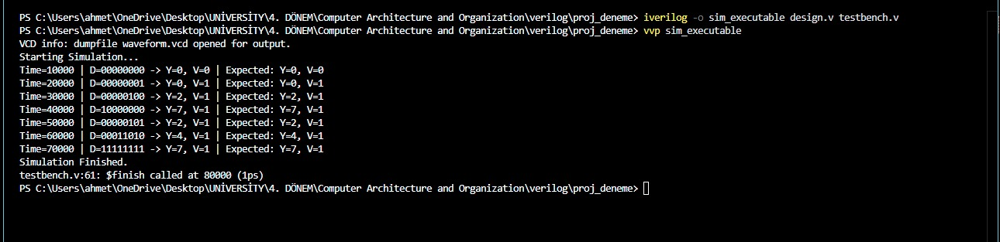 PS C:\Users\ahmet\OneDrive\Desktop\UNİVERSİTY\4. DÖNEM\Computer Architecture and Organization\verilog\proj_deneme> iverilog -o sim_executable design.v testbench.v
PS C:\Users\ahmet\OneDrive\Desktop\UNİVERSİTY\4. DÖNEM\Computer Architecture and Organization\verilog\proj_deneme> vvp sim_executable
VCD info: dumpfile waveform.vcd opened for output.
Starting Simulation...
Time=10000 | D=00000000 -> Y=0, V=0 | Expected: Y=0, V=0
Time=20000 | D=00000001 -> Y=0, V=1 | Expected: Y=0, V=1
Time=30000 | D=00000100 -> Y=2, V=1 | Expected: Y=2, V=1
Time=40000 | D=10000000 -> Y=7, V=1 | Expected: Y=7, V=1
Time=50000 | D=00000101 -> Y=2, V=1 | Expected: Y=2, V=1
Time=60000 | D=00011010 -> Y=4, V=1 | Expected: Y=4, V=1
Time=70000 | D=11111111 -> Y=7, V=1 | Expected: Y=7, V=1
Simulation Finished.
testbench.v:61: $finish called at 80000 (1ps)
PS C:\Users\ahmet\OneDrive\Desktop\UNİVERSİTY\4. DÖNEM\Computer Architecture and Organization\verilog\proj_deneme>